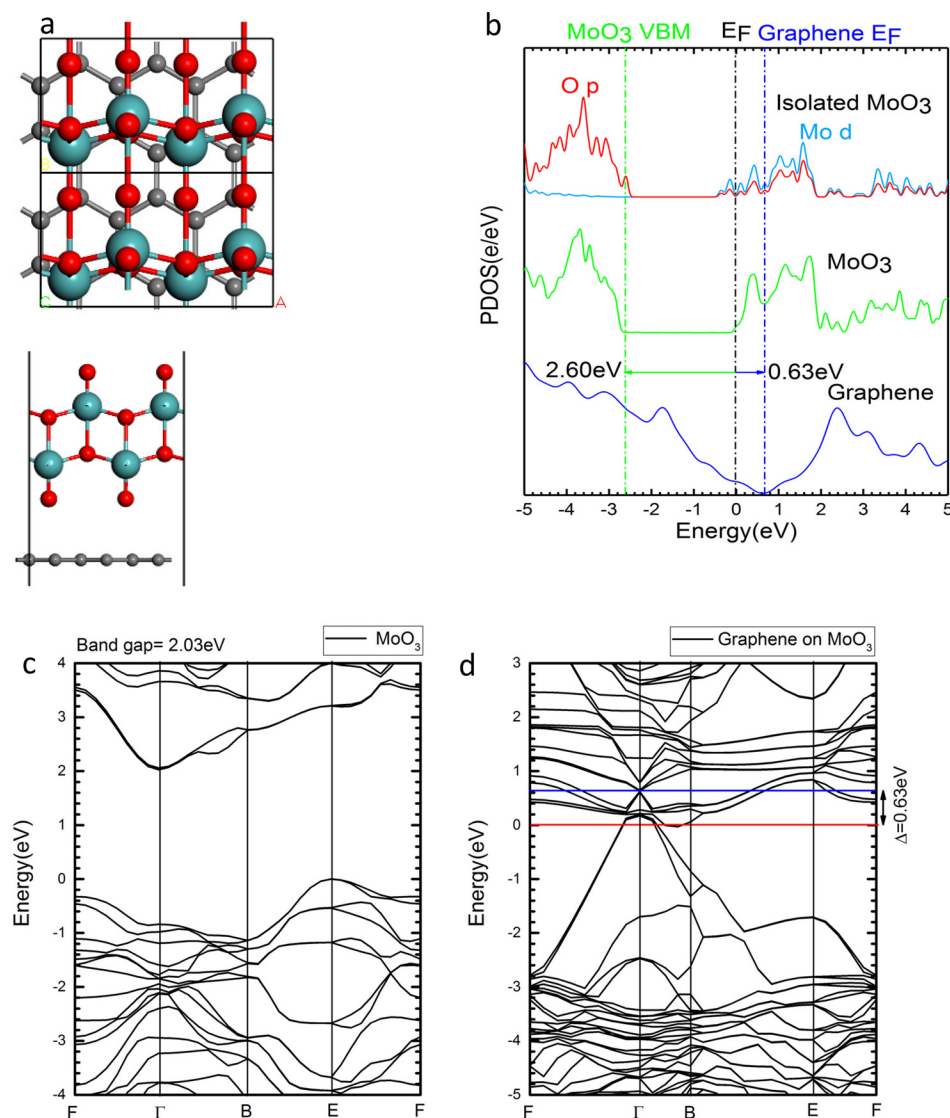 a
B
C
A
b
MoO3 VBM
EF
Graphene EF
O p
Isolated MoO3
Mo d
MoO3
2.60eV
0.63eV
Graphene
PDOS(e/eV)
-5 -4 -3 -2 -1 0 1 2 3 4 5
Energy(eV)
c
Band gap= 2.03eV
MoO3
4
3
2
1
0
-1
-2
-3
-4
Energy(eV)
F Γ B E F
d
Graphene on MoO3
3
2
1
0
-1
-2
-3
-4
-5
Energy(eV)
Δ=0.63eV
F Γ B E F